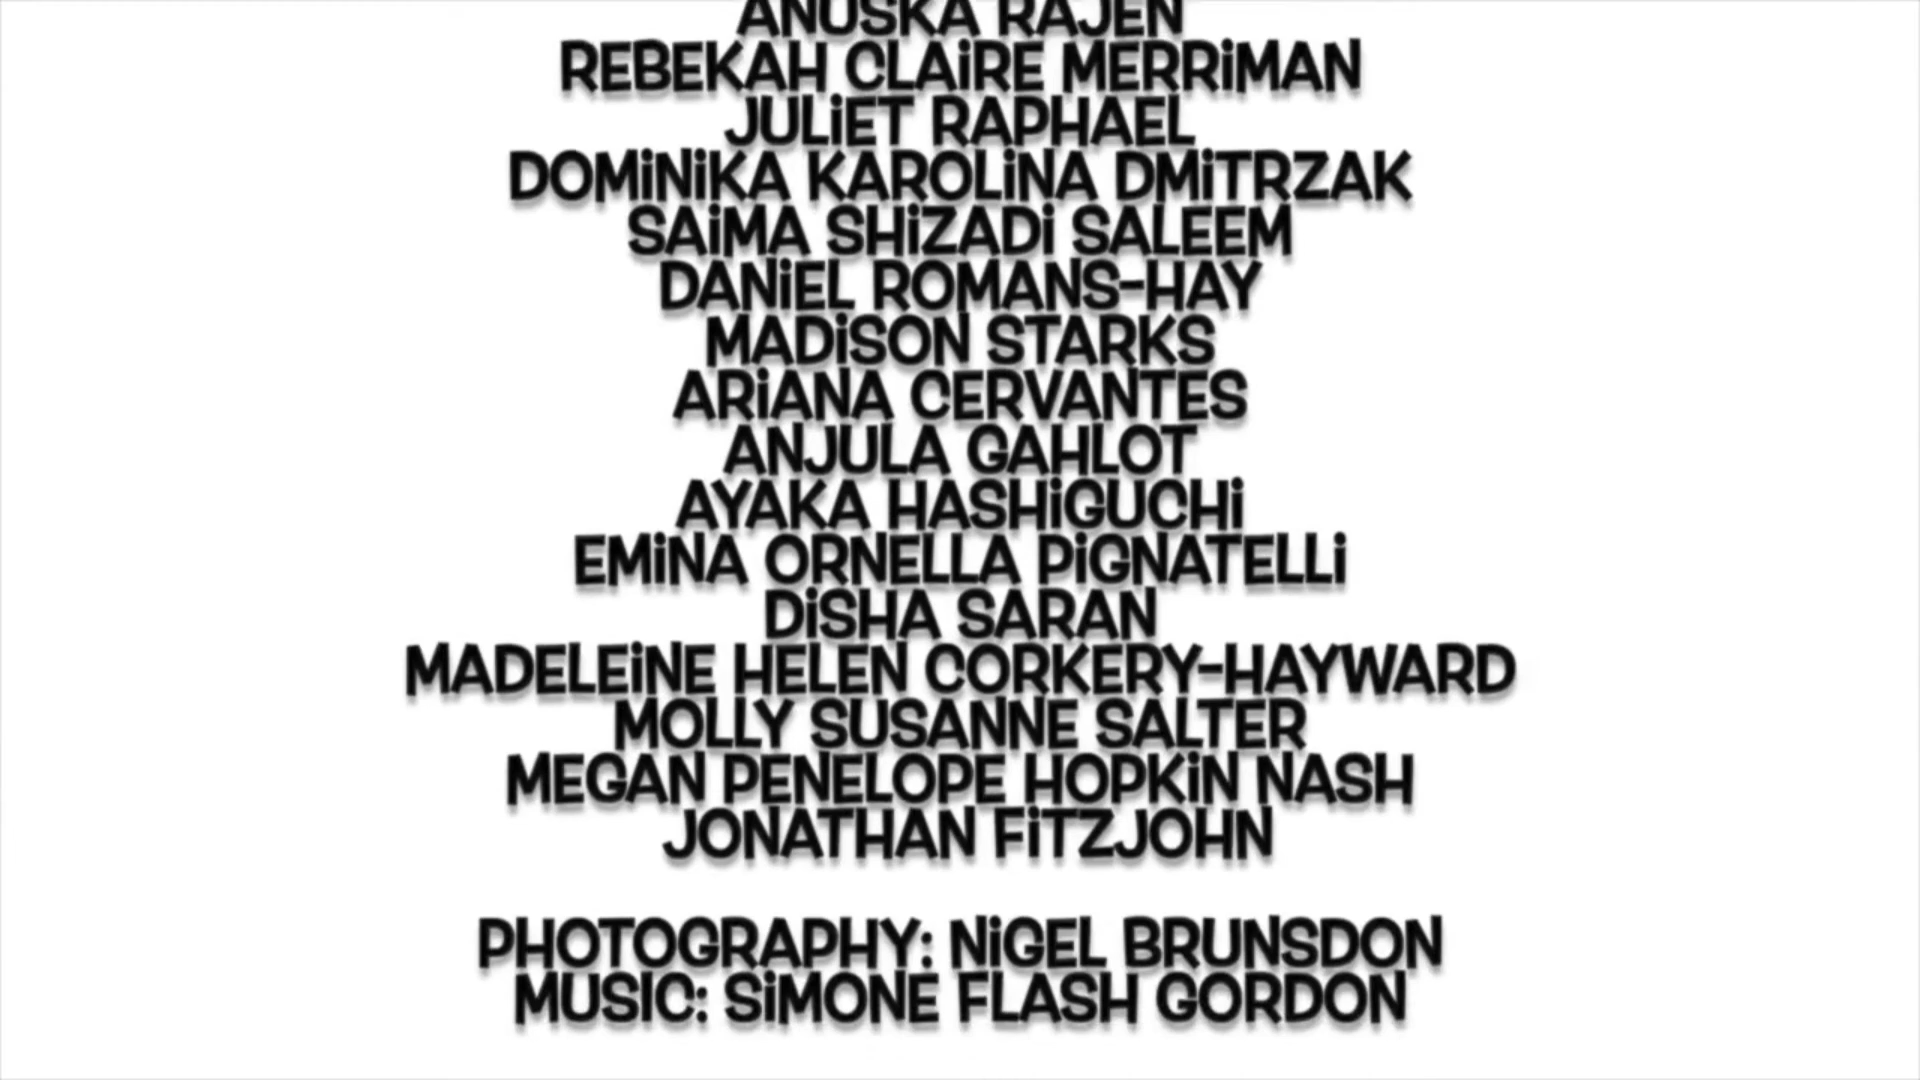 ANUSKA RAJEN
REBEKAH CLAiRE MERRiMAN
JULiET RAPHAEL
DOMiNiKA KAROLiNA DMiTRZAK
SAiMA SHiZADi SALEEM
DANiEL ROMANS-HAY
MADiSON STARKS
ARiANA CERVANTES
ANJULA GAHLOT
AYAKA HASHiGUCHi
EMiNA ORNELLA PiGNATELLi
DiSHA SARAN
MADELEiNE HELEN CORKERY-HAYWARD
MOLLY SUSANNE SALTER
MEGAN PENELOPE HOPKiN NASH
JONATHAN FiTZJOHN
PHOTOGRAPHY: NiGEL BRUNSDON
MUSIC: SiMONE FLASH GORDON